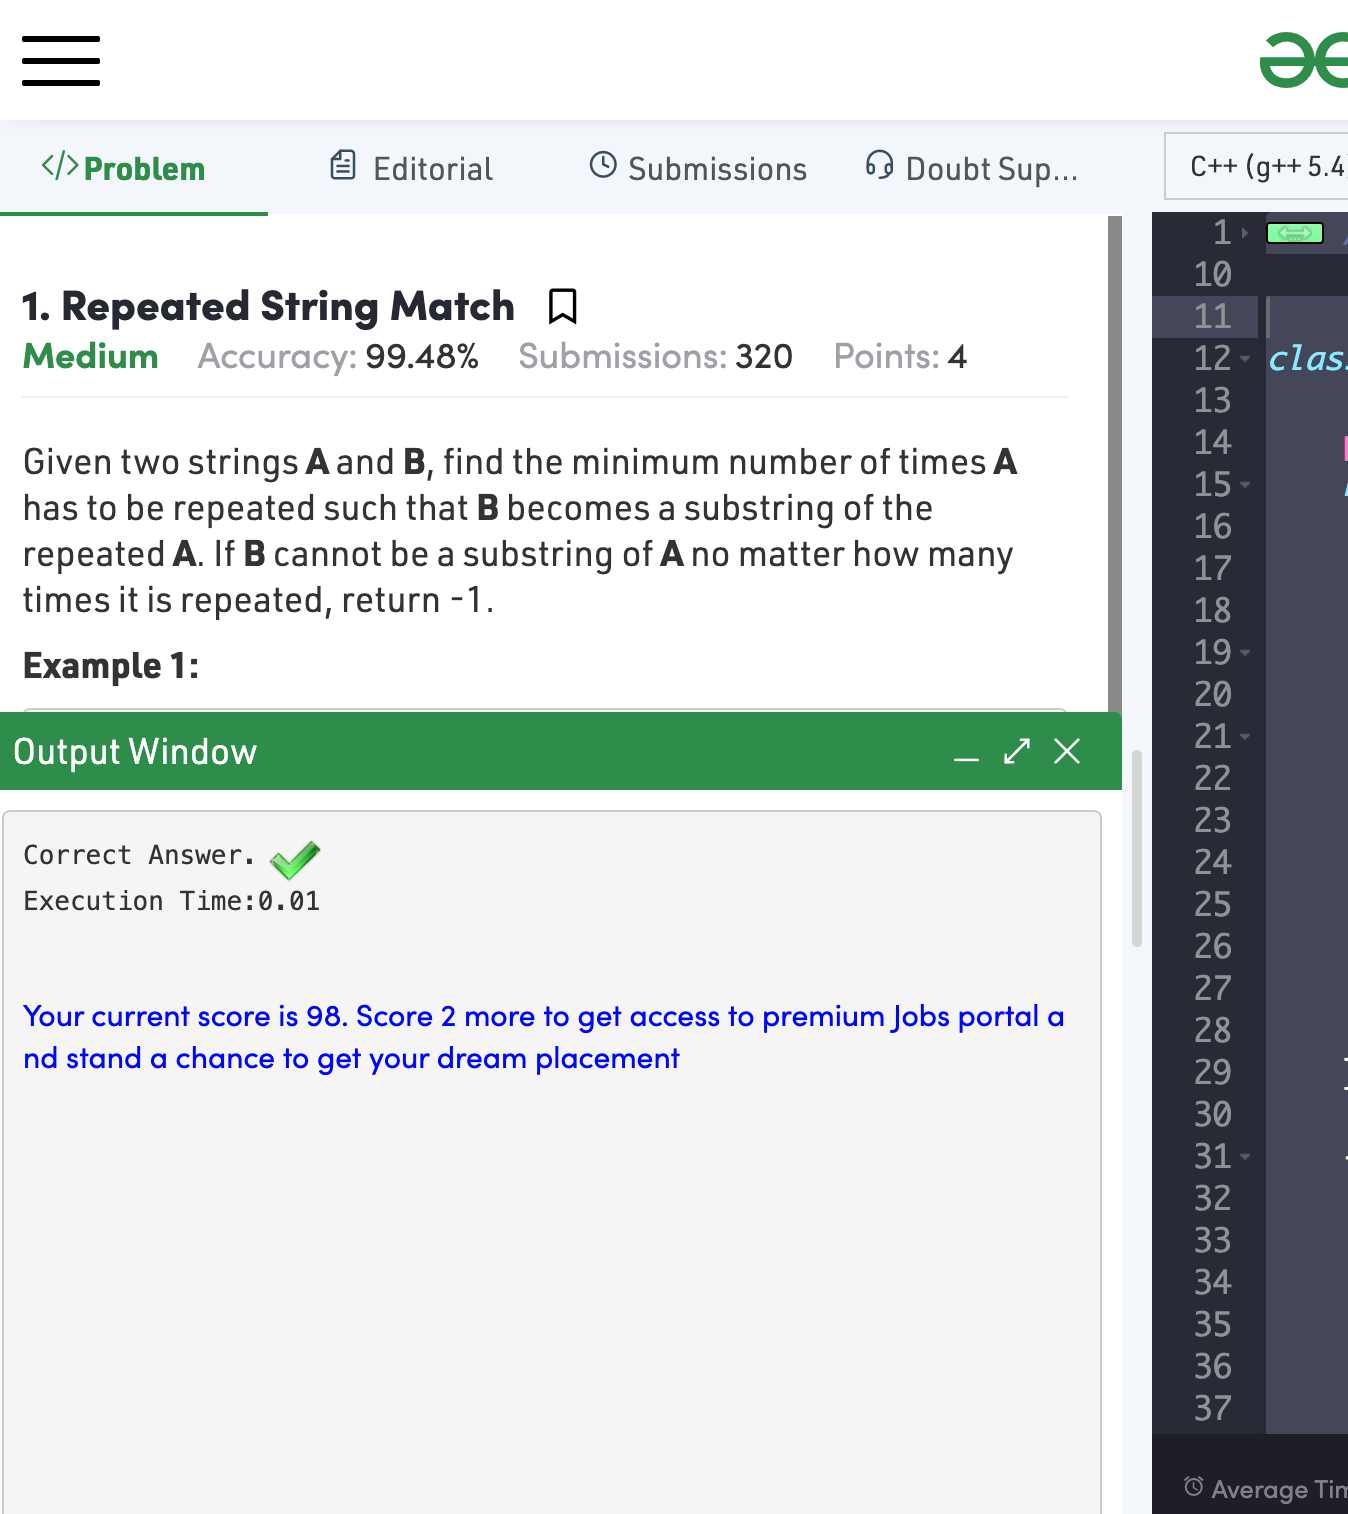 </> Problem
Editorial
Submissions
Doubt Sup...
C++ (g++ 5.4
1. Repeated String Match
Medium Accuracy: 99.48% Submissions: 320 Points: 4
Given two strings A and B, find the minimum number of times A
has to be repeated such that B becomes a substring of the
repeated A. If B cannot be a substring of A no matter how many
times it is repeated, return -1.
Example 1:
Output Window
Correct Answer.
Execution Time:0.01
Your current score is 98. Score 2 more to get access to premium Jobs portal a
nd stand a chance to get your dream placement
1
10
11
12 clas
13
14
15
16
17
18
19
20
21
22
23
24
25
26
27
28
29
30
31
32
33
34
35
36
37
Average Tim